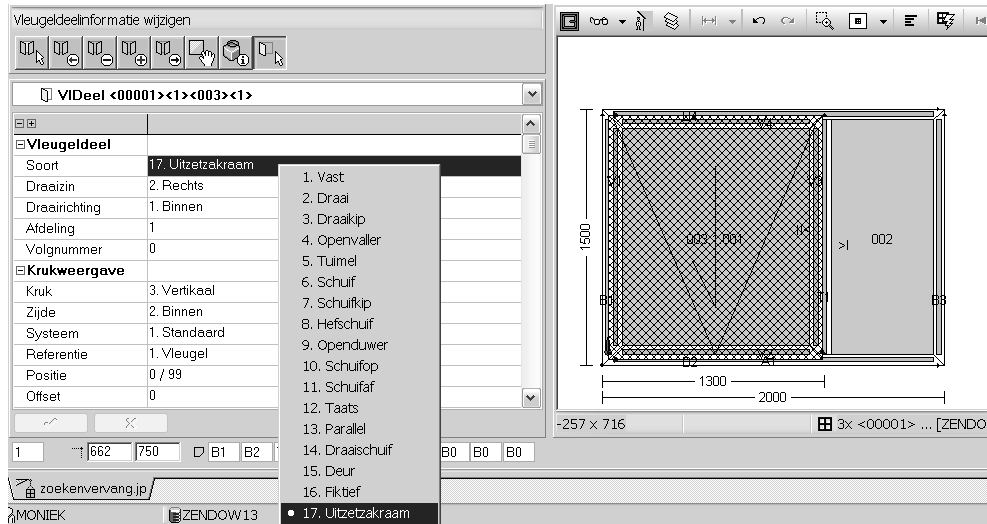 Vleugeldeelinformatie wijzigen
VlDeel <00001><1><003><1>
Vleugeldeel
Soort 17. Uitzetzakraam
Draaizin 2. Rechts
Draairichting 1. Binnen
Afdeling 1
Volgnummer 0
Krukweergave
Kruk 3. Vertikaal
Zijde 2. Binnen
Systeem 1. Standaard
Referentie 1. Vleugel
Positie 0 / 99
Offset 0
1. Vast
2. Draai
3. Draaikip
4. Openvaller
5. Tuimel
6. Schuif
7. Schuifkip
8. Hefschuif
9. Openduwer
10. Schuifop
11. Schuifaf
12. Taats
13. Parallel
14. Draaischuif
15. Deur
16. Fiktief
17. Uitzetzakraam
1 662 750 B1 B2 B0 B0 B0
zoekenvervang.jp
MONIEK ZENDOW13
1500
003
001
002
B3
T1
B2
1300
2000
-257 x 716 3x <00001> ... [ZENDO